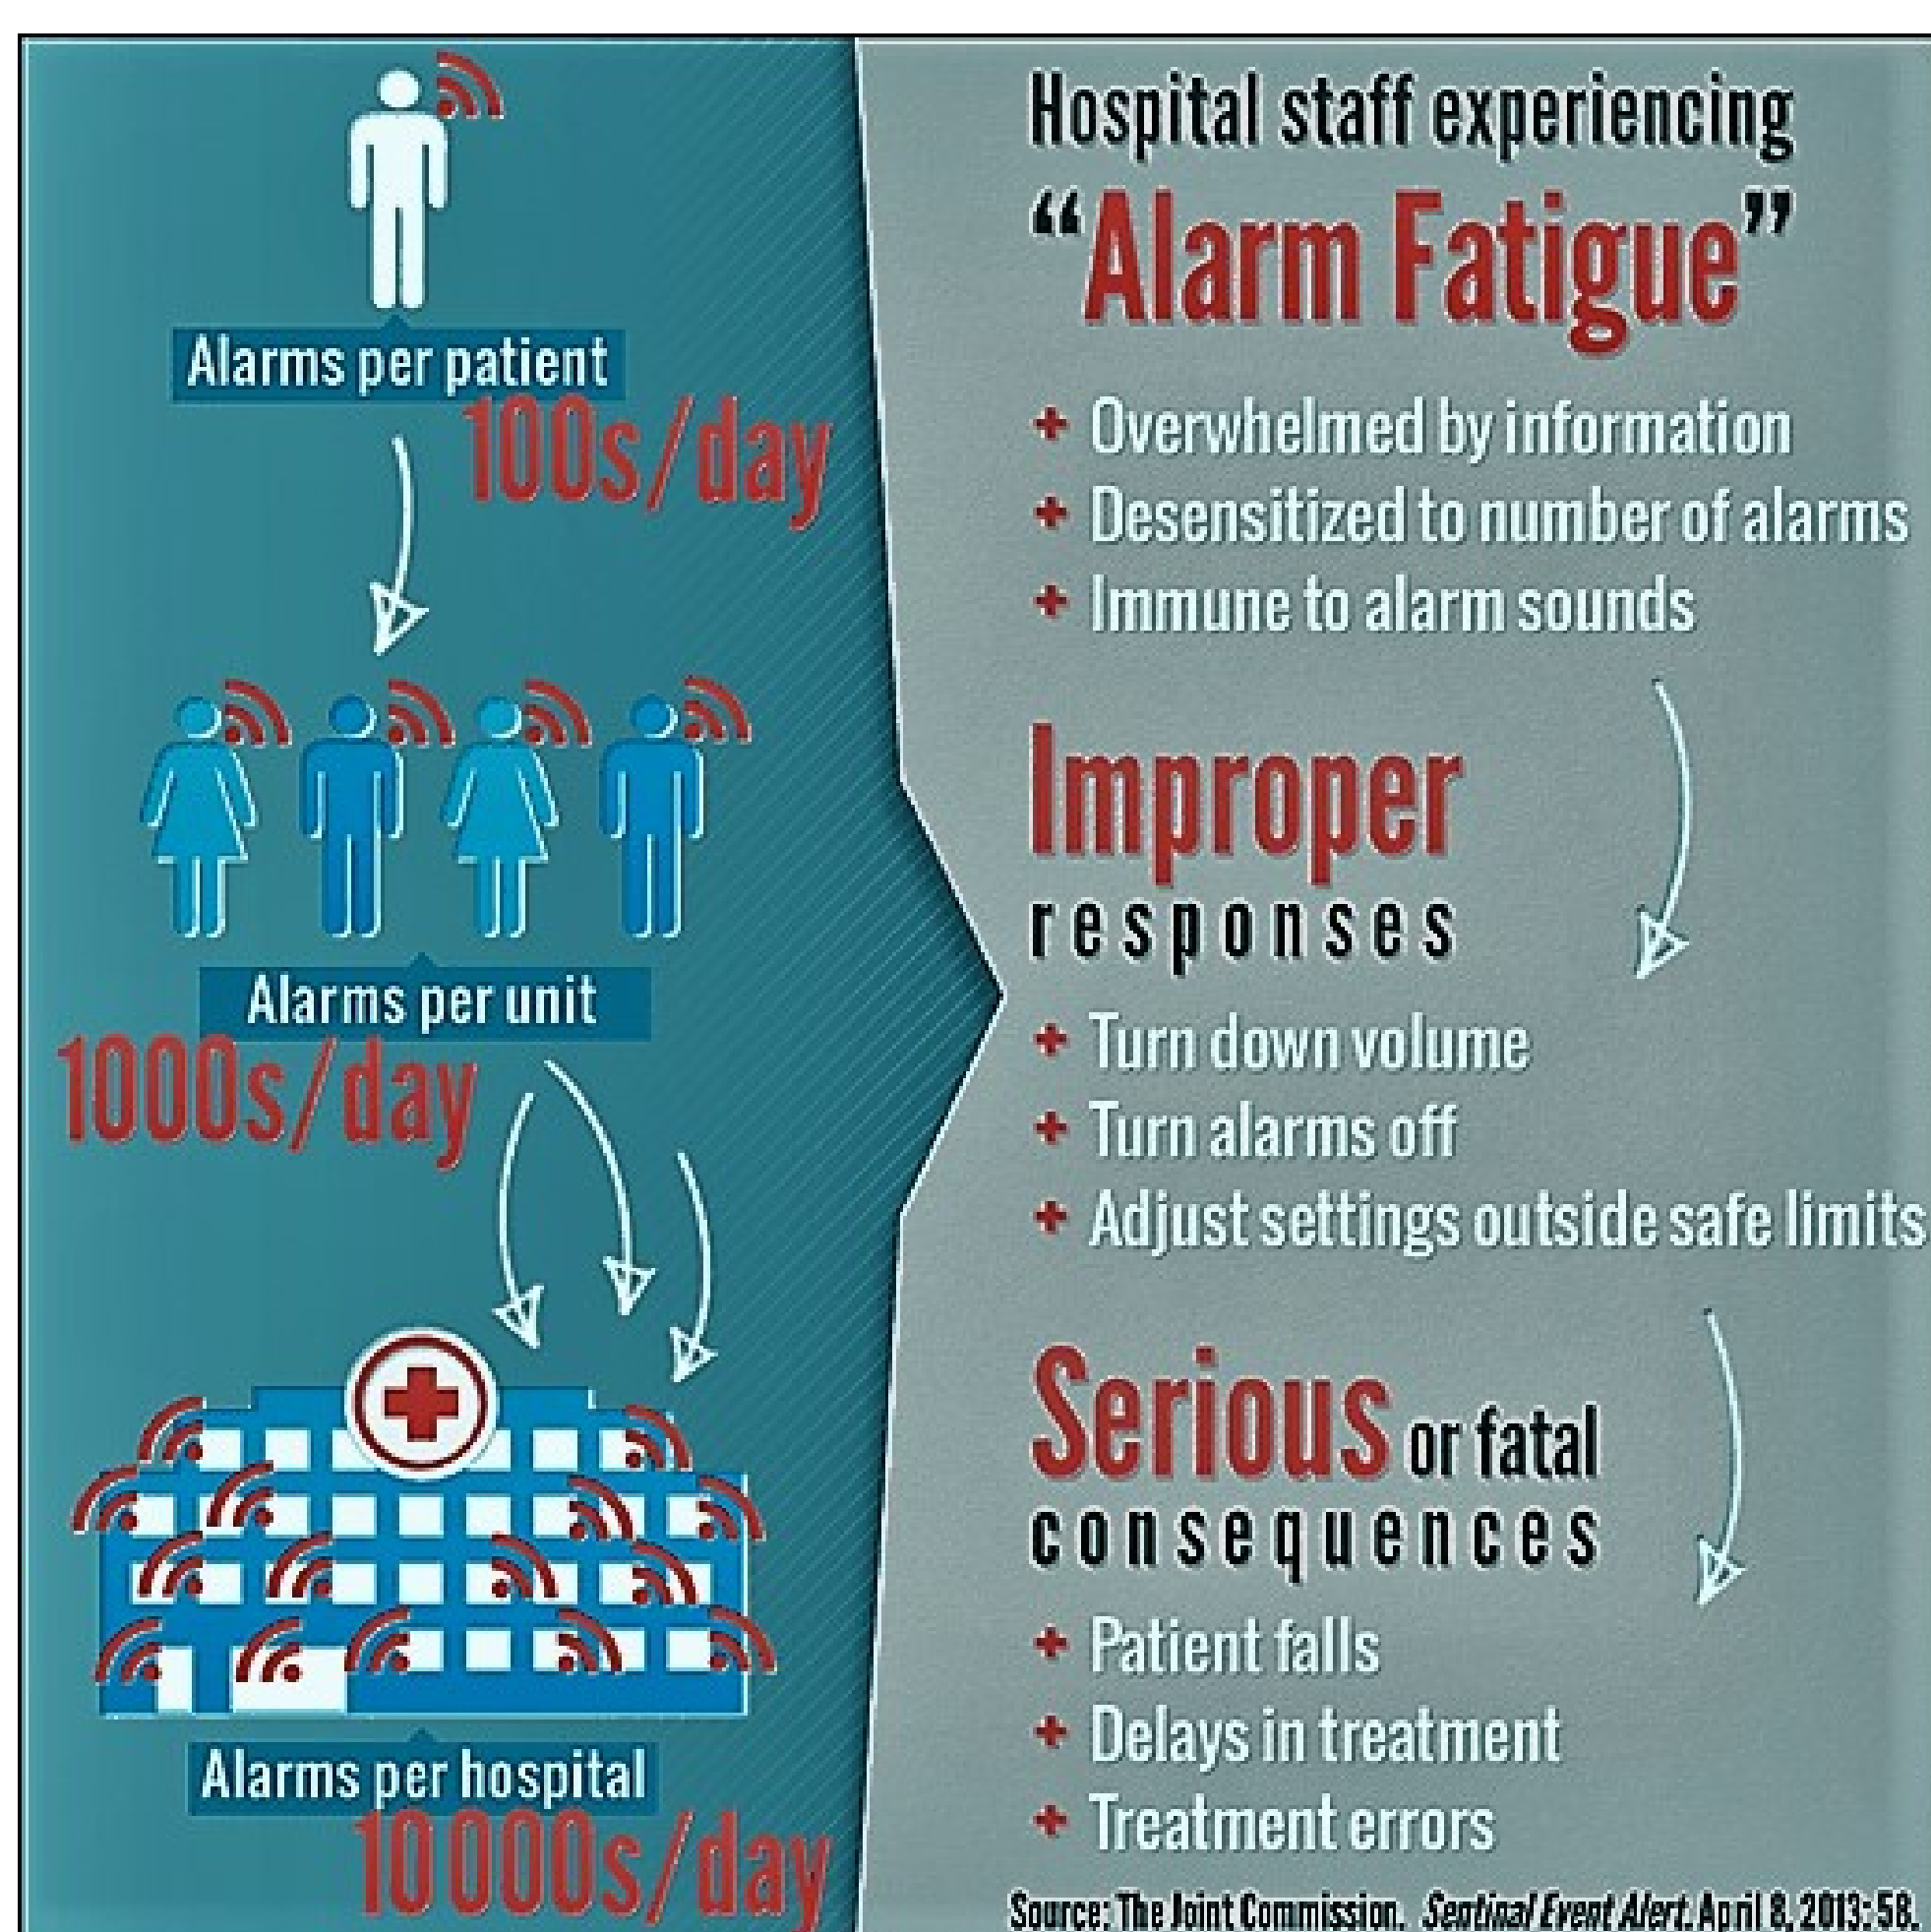 Alarms per patient
100s/day
Alarms per unit
1000s/day
Alarms per hospital
10000s/day
Hospital staff experiencing
“Alarm Fatigue”
Overwhelmed by information
Desensitized to number of alarms
Immune to alarm sounds
Improper
responses
Turn down volume
Turn alarms off
Adjust settings outside safe limits
Serious or fatal
consequences
Patient falls
Delays in treatment
Treatment errors
Source: The Joint Commission. Sentinal Event Alert. April 8, 2013; 58.